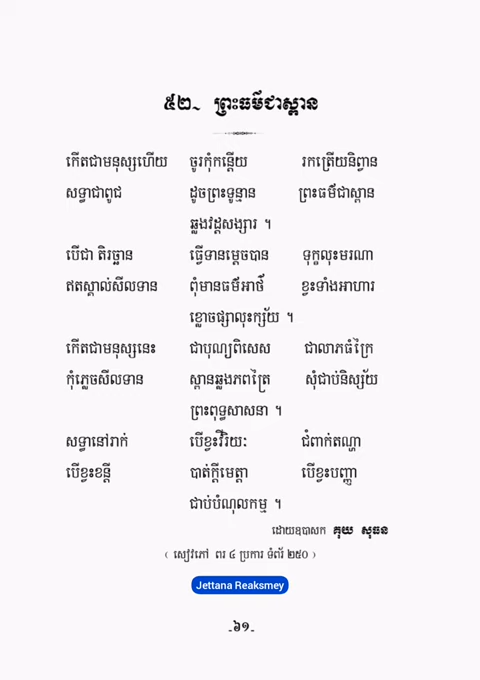 ៥២~ ព្រះធម៌ជាស្ពាន
កើតជាមនុស្សហើយ ចូរកុំកន្តើយ រកត្រើយនិព្វាន
សទ្ធាជាពូជ ដូចព្រះទូន្មាន ព្រះធម៌ជាស្ពាន
ឆ្លងវដ្តសង្សារ ។
បើជា តិរច្ឆាន ធ្វើទានម្តេចបាន ទុក្ខលុះមរណា
ឥតស្គាល់សីលទាន ពុំមានធម៌អាថ៌ ខ្វះទាំងអាហារ
ខ្លោចផ្សាលុះក្ស័យ ។
កើតជាមនុស្សនេះ ជាបុណ្យពិសេស ជាលាភធំក្រៃ
កុំភ្លេចសីលទាន ស្ពានឆ្លងភពត្រៃ សុំជាប់និស្ស័យ
ព្រះពុទ្ធសាសនា ។
សទ្ធានៅរាក់ បើខ្វះវីរិយៈ ជំពាក់តណ្ហា
បើខ្វះខន្តី បាត់ក្តីមេត្តា បើខ្វះបញ្ញា
ជាប់បំណុលកម្ម ។
ដោយឧបាសក គុយ សុធន
( សៀវភៅ ពរ ៤ ប្រការ ទំព័រ ២៥០ )
Jettana Reaksmey
-៦១-